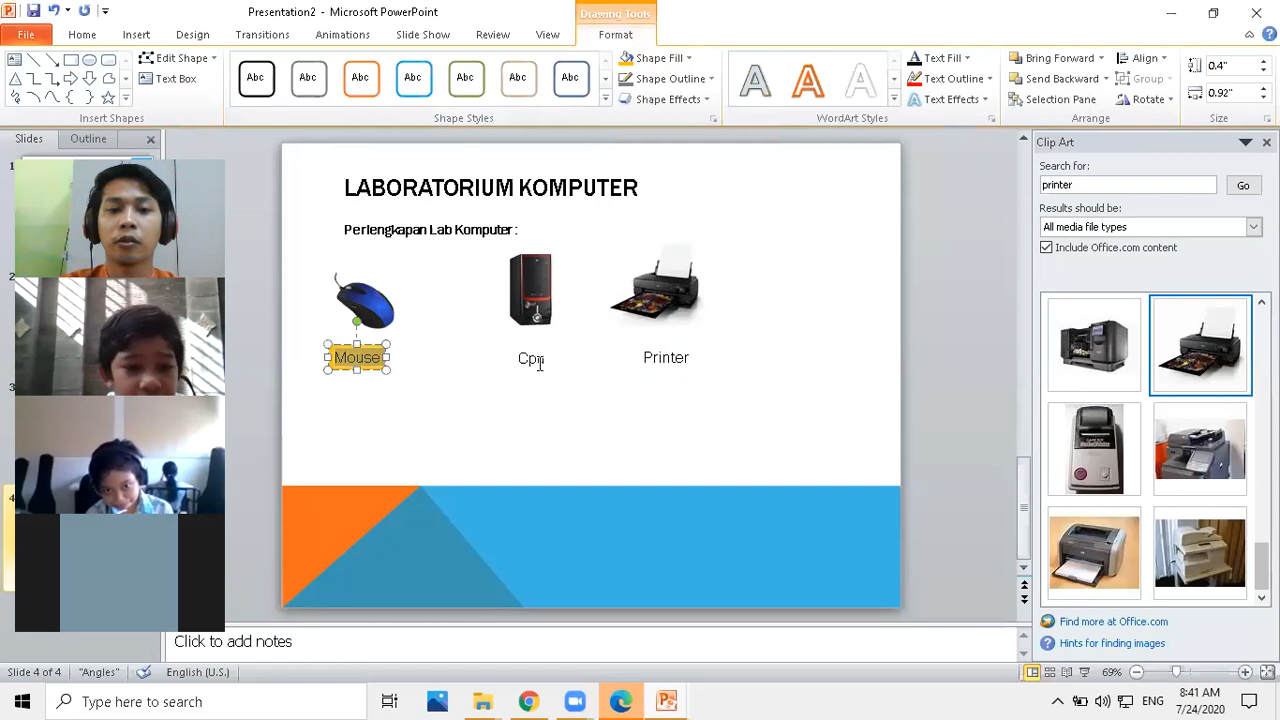 Presentation2 - Microsoft PowerPoint
Drawing Tools
File Home Insert Design Transitions Animations Slide Show Review View Format
Edit Shape
Text Box
Insert Shapes
Abc Abc Abc Abc Abc Abc Abc
Shape Fill
Shape Outline
Shape Effects
Shape Styles
A A A
Text Fill
Text Outline
Text Effects
WordArt Styles
Bring Forward
Send Backward
Selection Pane
Align
Group
Rotate
Arrange
0.4"
0.92"
Size
Slides Outline
1
2
3
4
LABORATORIUM KOMPUTER
Perlengkapan Lab Komputer :
Mouse
Cpu
Printer
Clip Art
Search for:
printer
Go
Results should be:
All media file types
Include Office.com content
Find more at Office.com
Hints for finding images
Click to add notes
Slide 4 of 4 "Angles" English (U.S.) 69%
Type here to search
ENG
8:41 AM
7/24/2020